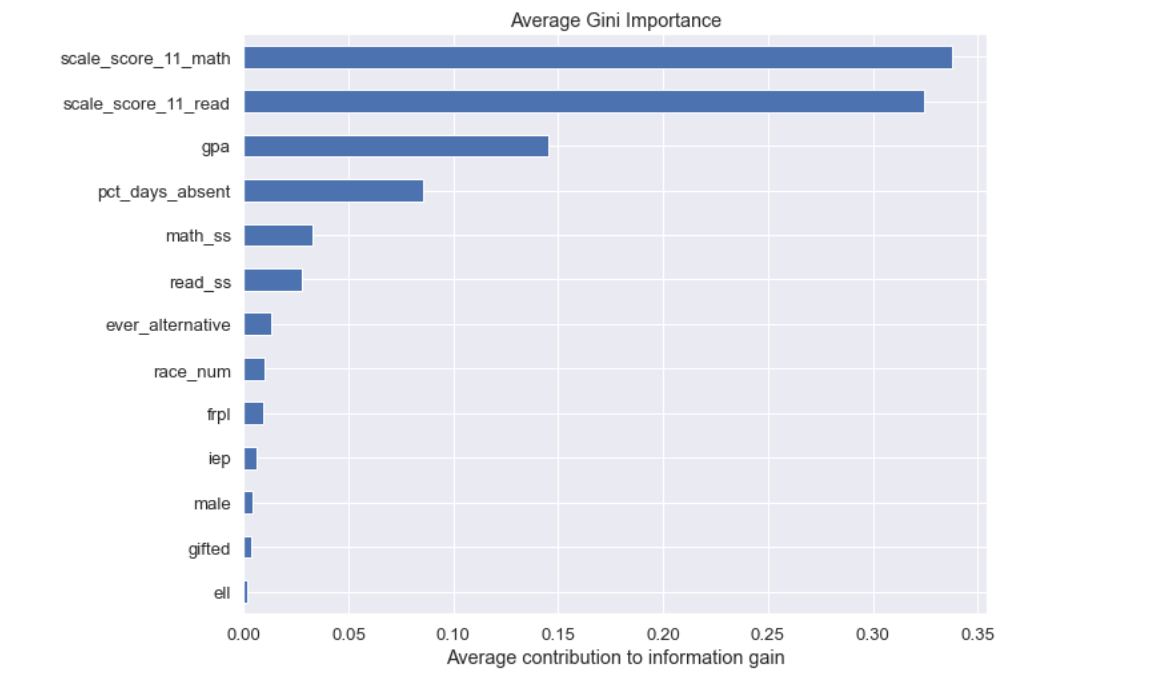 Average Gini Importance
scale_score_11_math
scale_score_11_read
gpa
pct_days_absent
math_ss
read_ss
ever_alternative
race_num
frpl
iep
male
gifted
ell
0.00 0.05 0.10 0.15 0.20 0.25 0.30 0.35
Average contribution to information gain